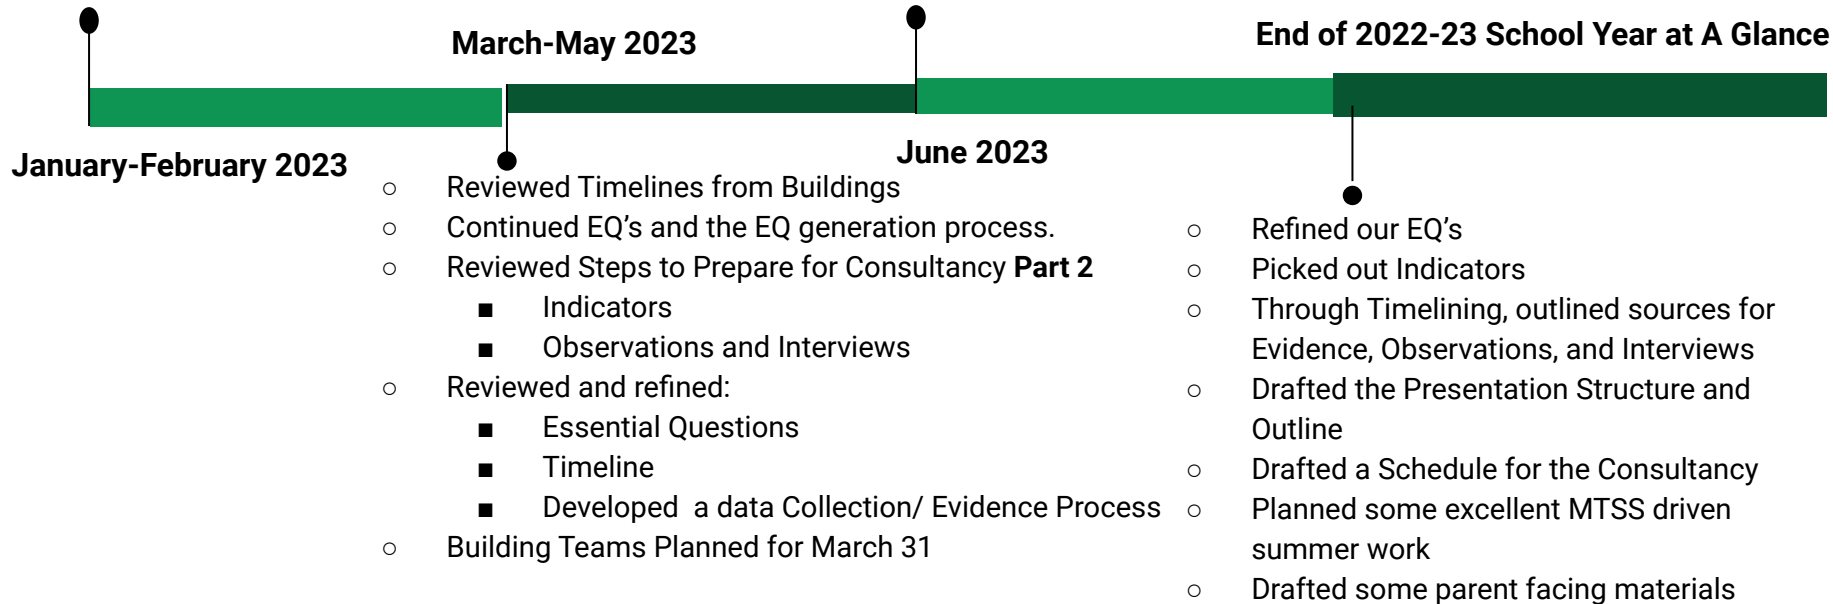 March-May 2023
End of 2022-23 School Year at A Glance
January-February 2023
June 2023
○ Reviewed Timelines from Buildings
○ Continued EQ’s and the EQ generation process.
○ Reviewed Steps to Prepare for Consultancy Part 2
■ Indicators
■ Observations and Interviews
○ Reviewed and refined:
■ Essential Questions
■ Timeline
■ Developed  a data Collection/ Evidence Process
○ Building Teams Planned for March 31
○ Refined our EQ’s
○ Picked out Indicators
○ Through Timelining, outlined sources for
Evidence, Observations, and Interviews
○ Drafted the Presentation Structure and
Outline
○ Drafted a Schedule for the Consultancy
○ Planned some excellent MTSS driven
summer work
○ Drafted some parent facing materials